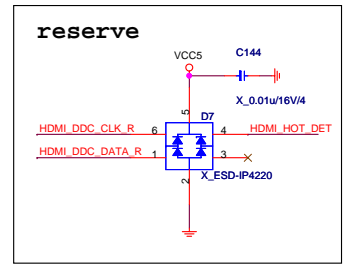 reserve
VCC5
C144
X_0.01u/16V/4
5
D7
HDMI_DDC_CLK_R 6
4 HDMI_HOT_DET
HDMI_DDC_DATA_R 1
3
X_ESD-IP4220
2